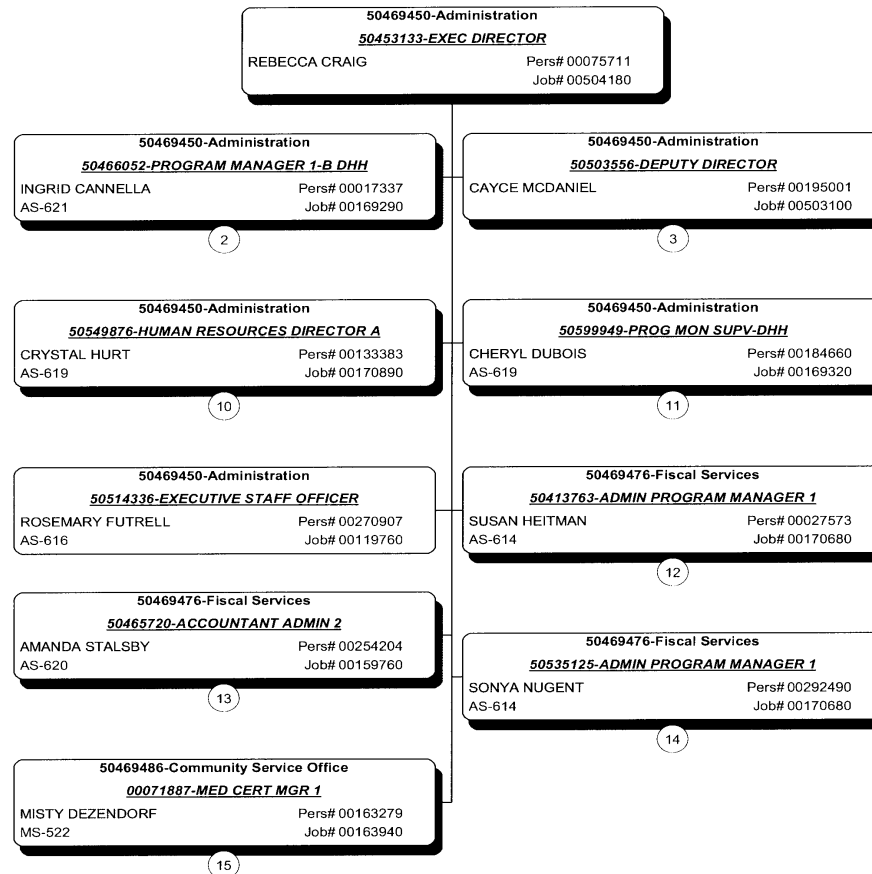 50469450-Administration
50453133-EXEC DIRECTOR
REBECCA CRAIG Pers# 00075711
Job# 00504180
50469450-Administration
50466052-PROGRAM MANAGER 1-B DHH
INGRID CANNELLA Pers# 00017337
AS-621 Job# 00169290
2
50469450-Administration
50503556-DEPUTY DIRECTOR
CAYCE MCDANIEL Pers# 00195001
Job# 00503100
3
50469450-Administration
50549876-HUMAN RESOURCES DIRECTOR A
CRYSTAL HURT Pers# 00133383
AS-619 Job# 00170890
10
50469450-Administration
50599949-PROG MON SUPV-DHH
CHERYL DUBOIS Pers# 00184660
AS-619 Job# 00169320
11
50469450-Administration
50514336-EXECUTIVE STAFF OFFICER
ROSEMARY FUTRELL Pers# 00270907
AS-616 Job# 00119760
50469476-Fiscal Services
50413763-ADMIN PROGRAM MANAGER 1
SUSAN HEITMAN Pers# 00027573
AS-614 Job# 00170680
12
50469476-Fiscal Services
50465720-ACCOUNTANT ADMIN 2
AMANDA STALSBY Pers# 00254204
AS-620 Job# 00159760
13
50469476-Fiscal Services
50535125-ADMIN PROGRAM MANAGER 1
SONYA NUGENT Pers# 00292490
AS-614 Job# 00170680
14
50469486-Community Service Office
00071887-MED CERT MGR 1
MISTY DEZENDORF Pers# 00163279
MS-522 Job# 00163940
15